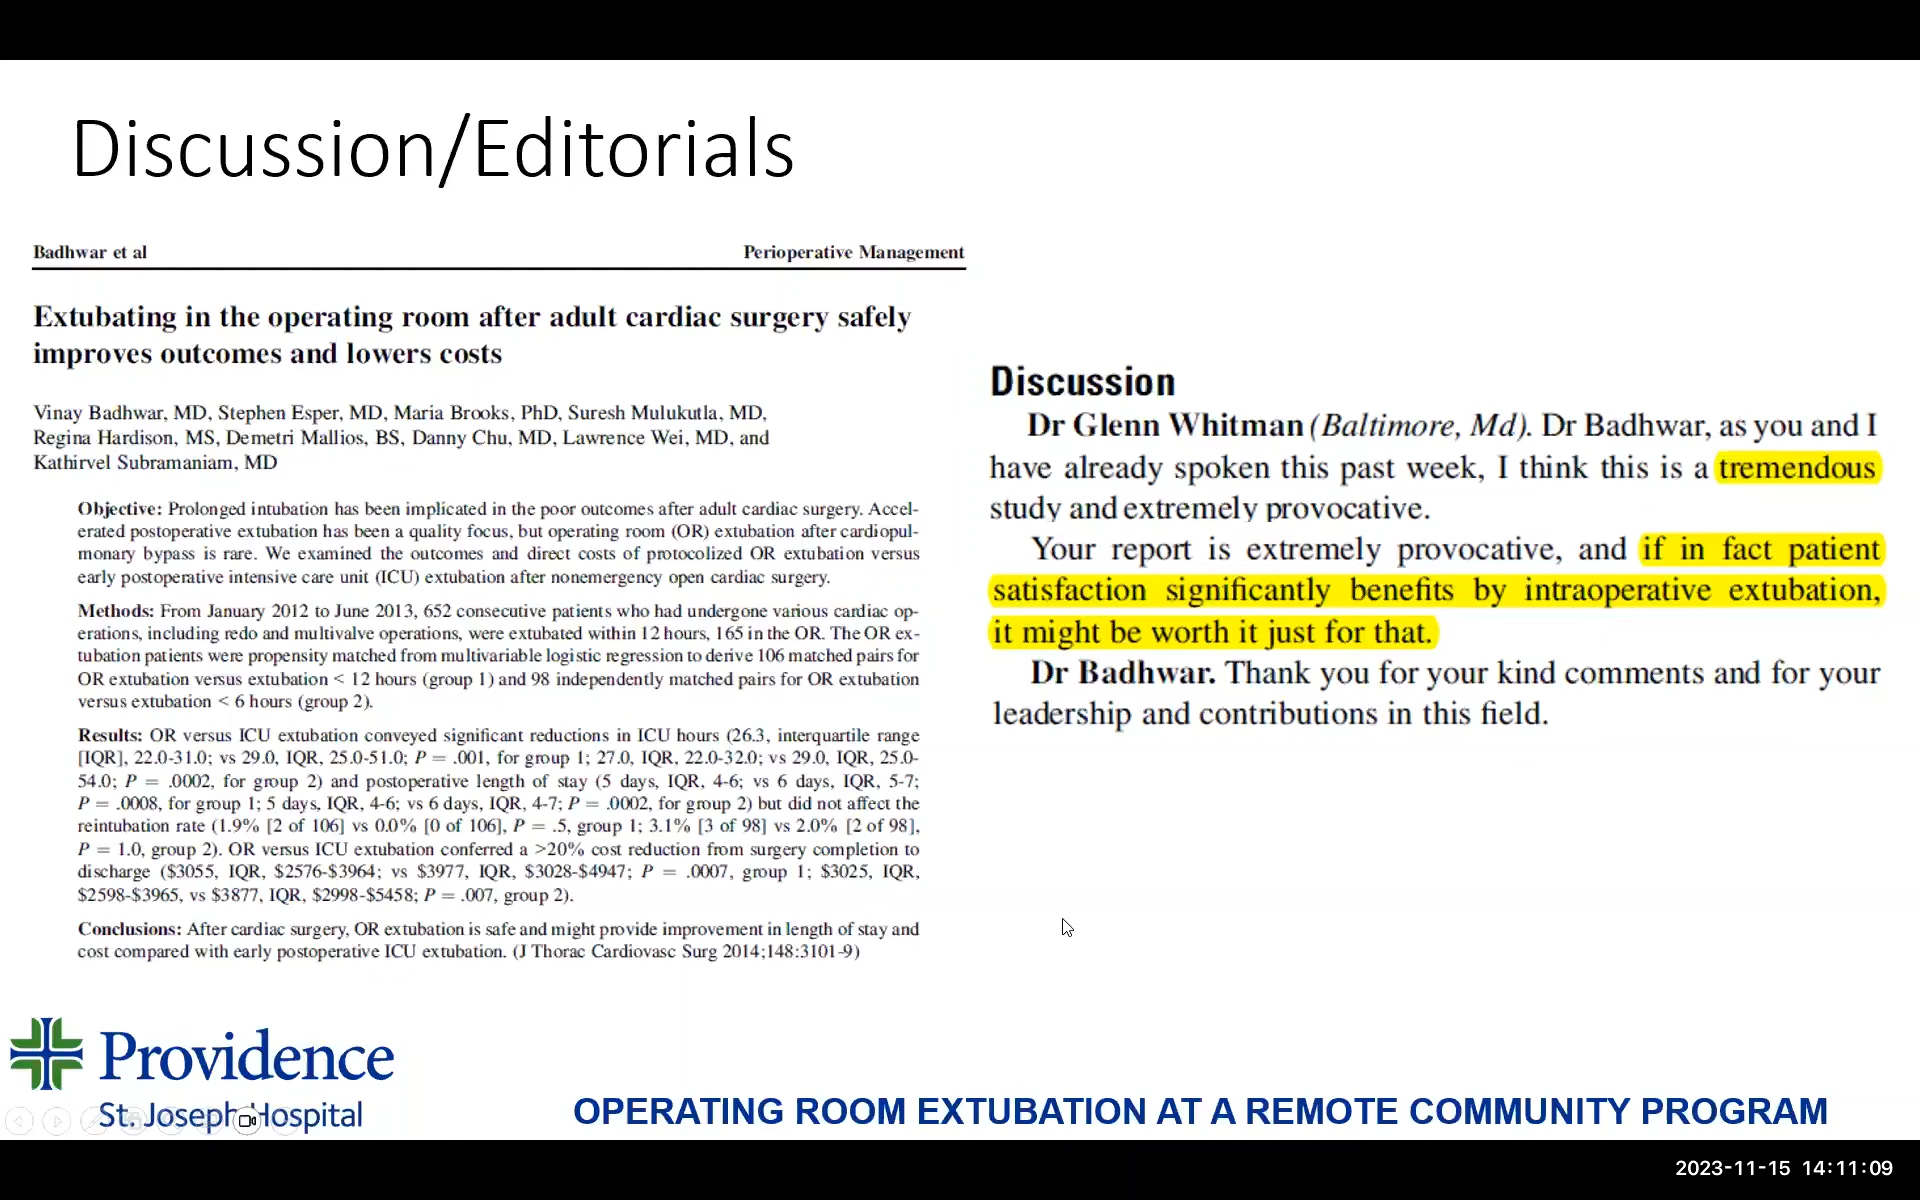 Discussion/Editorials
Badhwar et al
Perioperative Management
Extubating in the operating room after adult cardiac surgery safely
improves outcomes and lowers costs
Vinay Badhwar, MD, Stephen Esper, MD, Maria Brooks, PhD, Suresh Mulukutla, MD,
Regina Hardison, MS, Demetri Mallios, BS, Danny Chu, MD, Lawrence Wei, MD, and
Kathirvel Subramaniam, MD
Objective: Prolonged intubation has been implicated in the poor outcomes after adult cardiac surgery. Accel-
erated postoperative extubation has been a quality focus, but operating room (OR) extubation after cardiopul-
monary bypass is rare. We examined the outcomes and direct costs of protocolized OR extubation versus
early postoperative intensive care unit (ICU) extubation after nonemergency open cardiac surgery.
Methods: From January 2012 to June 2013, 652 consecutive patients who had undergone various cardiac op-
erations, including redo and multivalve operations, were extubated within 12 hours, 165 in the OR. The OR ex-
tubation patients were propensity matched from multivariable logistic regression to derive 106 matched pairs for
OR extubation versus extubation < 12 hours (group 1) and 98 independently matched pairs for OR extubation
versus extubation < 6 hours (group 2).
Results: OR versus ICU extubation conveyed significant reductions in ICU hours (26.3, interquartile range
[IQR], 22.0-31.0; vs 29.0, IQR, 25.0-51.0; P = .001, for group 1; 27.0, IQR, 22.0-32.0; vs 29.0, IQR, 25.0-
54.0; P = .0002, for group 2) and postoperative length of stay (5 days, IQR, 4-6; vs 6 days, IQR, 5-7;
P = .0008, for group 1; 5 days, IQR, 4-6; vs 6 days, IQR, 4-7; P = .0002, for group 2) but did not affect the
reintubation rate (1.9% [2 of 106] vs 0.0% [0 of 106], P = .5, group 1; 3.1% [3 of 98] vs 2.0% [2 of 98],
P = 1.0, group 2). OR versus ICU extubation conferred a >20% cost reduction from surgery completion to
discharge ($3055, IQR, $2576-$3964; vs $3977, IQR, $3028-$4947; P = .0007, group 1; $3025, IQR,
$2598-$3965, vs $3877, IQR, $2998-$5458; P = .007, group 2).
Conclusions: After cardiac surgery, OR extubation is safe and might provide improvement in length of stay and
cost compared with early postoperative ICU extubation. (J Thorac Cardiovasc Surg 2014;148:3101-9)
Discussion
Dr Glenn Whitman (Baltimore, Md). Dr Badhwar, as you and I
have already spoken this past week, I think this is a tremendous
study and extremely provocative.
Your report is extremely provocative, and if in fact patient
satisfaction significantly benefits by intraoperative extubation,
it might be worth it just for that.
Dr Badhwar. Thank you for your kind comments and for your
leadership and contributions in this field.
Providence
St. Joseph Hospital
OPERATING ROOM EXTUBATION AT A REMOTE COMMUNITY PROGRAM
2023-11-15 14:11:09